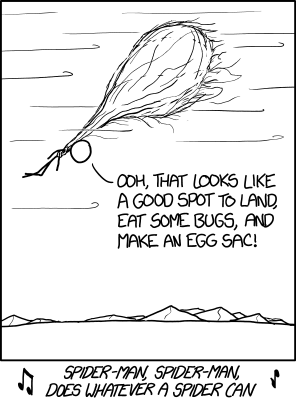 OOH, THAT LOOKS LIKE
A GOOD SPOT TO LAND,
EAT SOME BUGS, AND
MAKE AN EGG SAC!
SPIDER-MAN, SPIDER-MAN,
DOES WHATEVER A SPIDER CAN